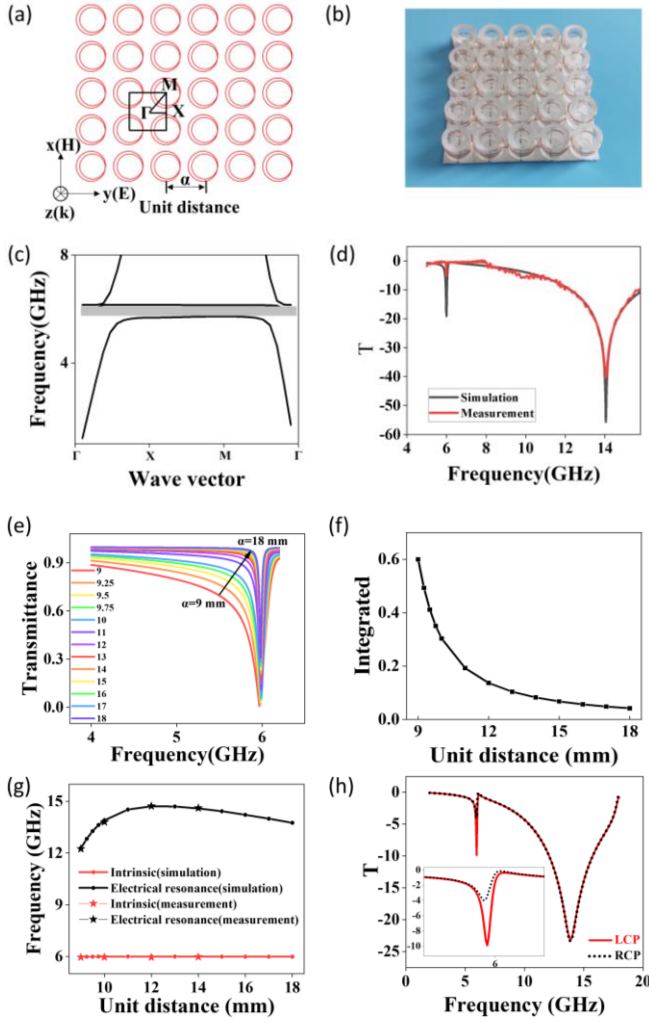 (a)
M
Γ
X
x(H)
y(E)
z(k)
α
Unit distance
(b)
(c)
Frequency(GHz)
8
4
Γ
X
M
Γ
Wave vector
(d)
T
0
-10
-20
-30
-40
-50
-60
Simulation
Measurement
6
8
10
12
14
Frequency(GHz)
(e)
Transmittance
0.9
0.6
0.3
0.0
α=18 mm
α=9 mm
9
9.25
9.5
9.75
10
11
12
13
14
15
16
17
18
4
5
6
Frequency(GHz)
(f)
Integrated
0.6
0.4
0.2
0.0
9
12
15
18
Unit distance (mm)
(g)
Frequency (GHz)
15
12
9
6
Intrinsic(simulation)
Electrical resonance(simulation)
Intrinsic(measurement)
Electrical resonance(measurement)
10
12
14
16
18
Unit distance (mm)
(h)
T
0
-5
-10
-15
-20
-25
0
-2
-4
-6
-8
-10
6
LCP
RCP
0
5
10
15
20
Frequency (GHz)